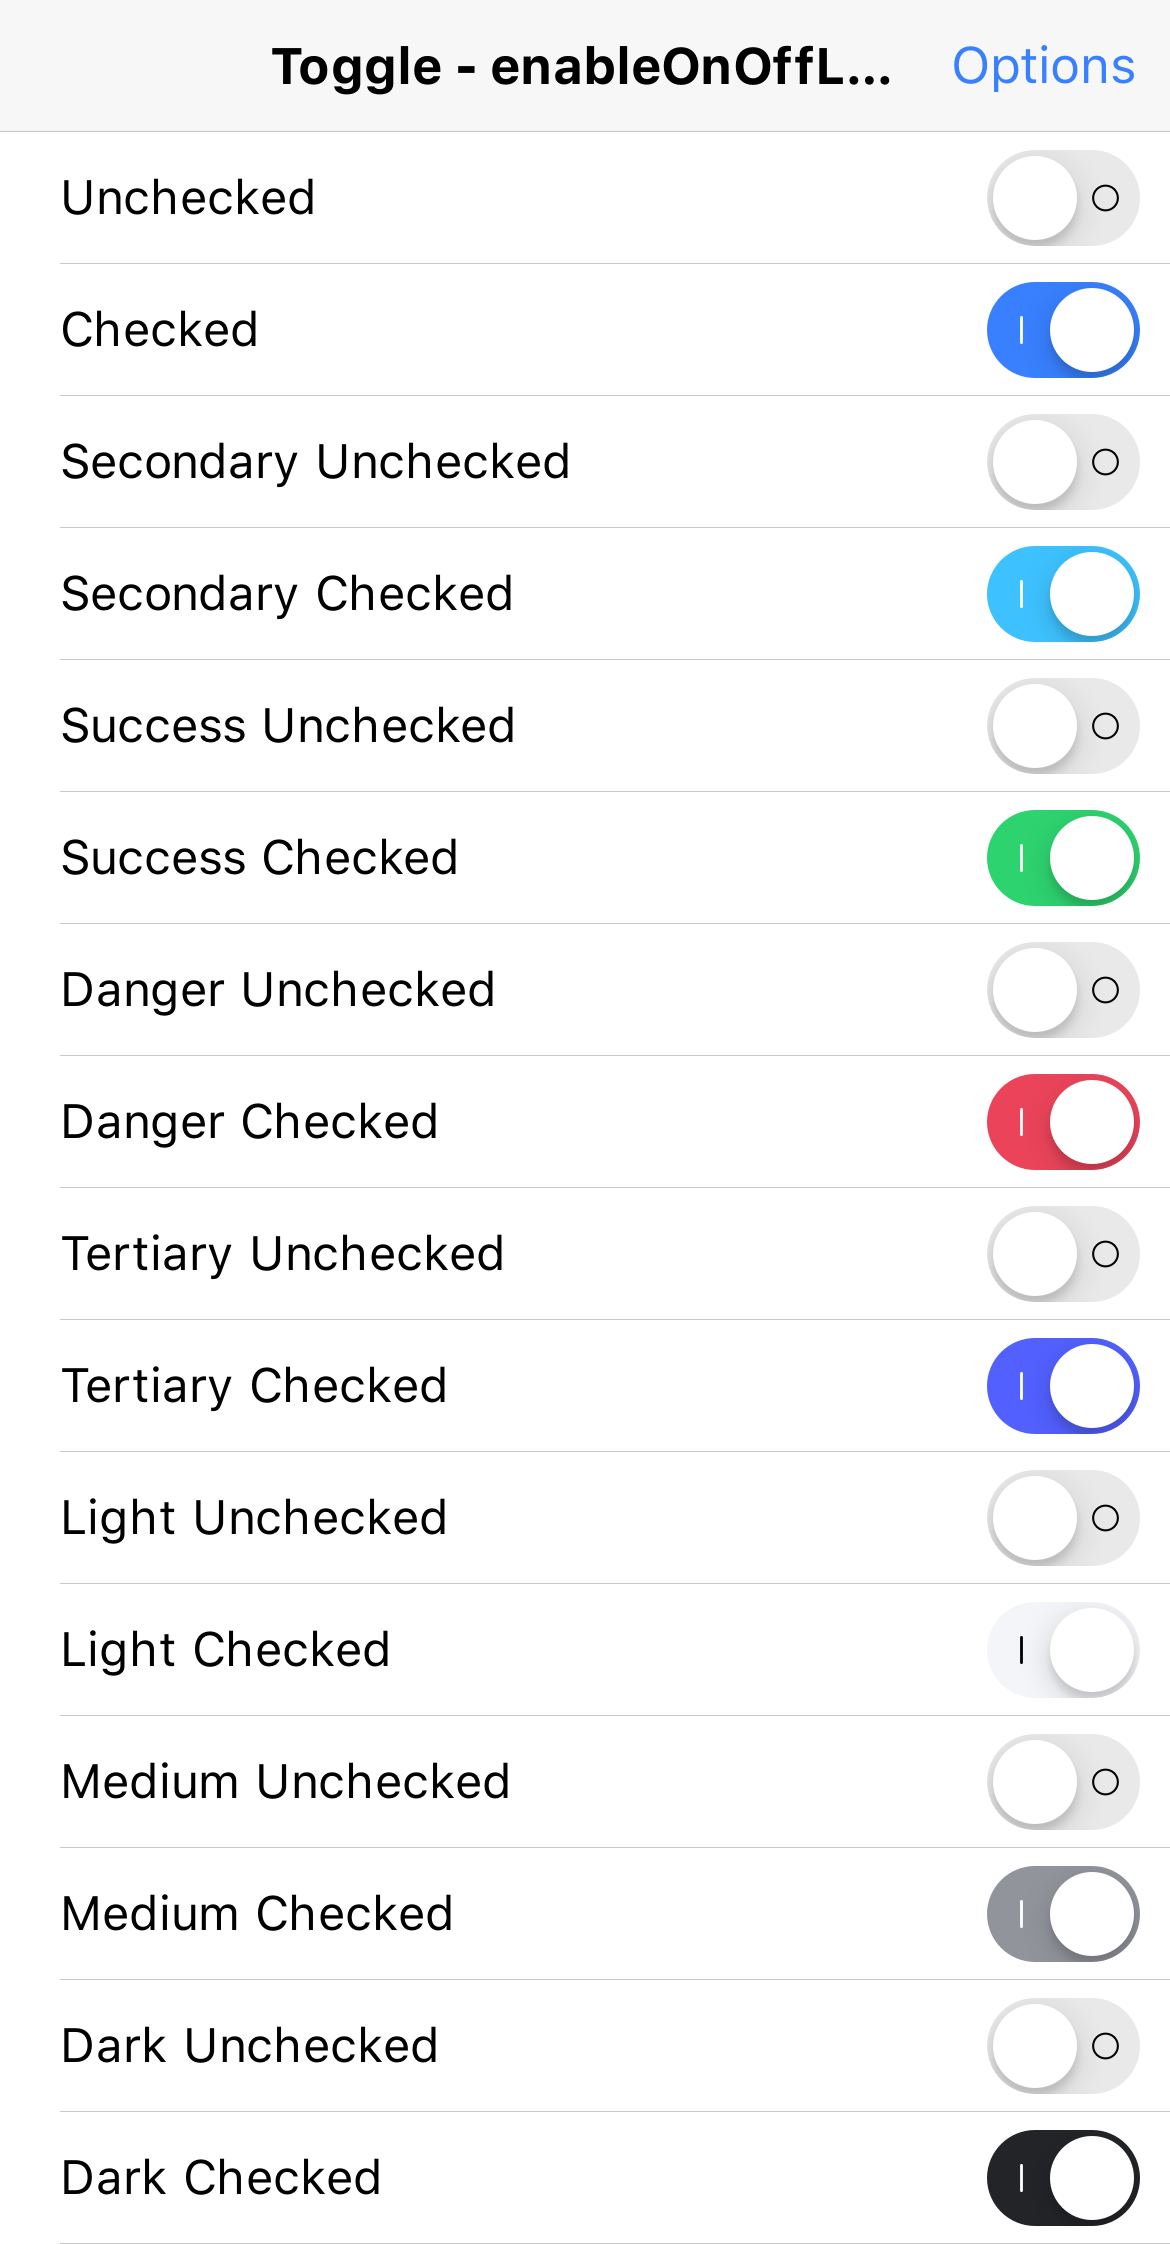 Toggle - enableOnOffL...
Options
Unchecked
Checked
Secondary Unchecked
Secondary Checked
Success Unchecked
Success Checked
Danger Unchecked
Danger Checked
Tertiary Unchecked
Tertiary Checked
Light Unchecked
Light Checked
Medium Unchecked
Medium Checked
Dark Unchecked
Dark Checked